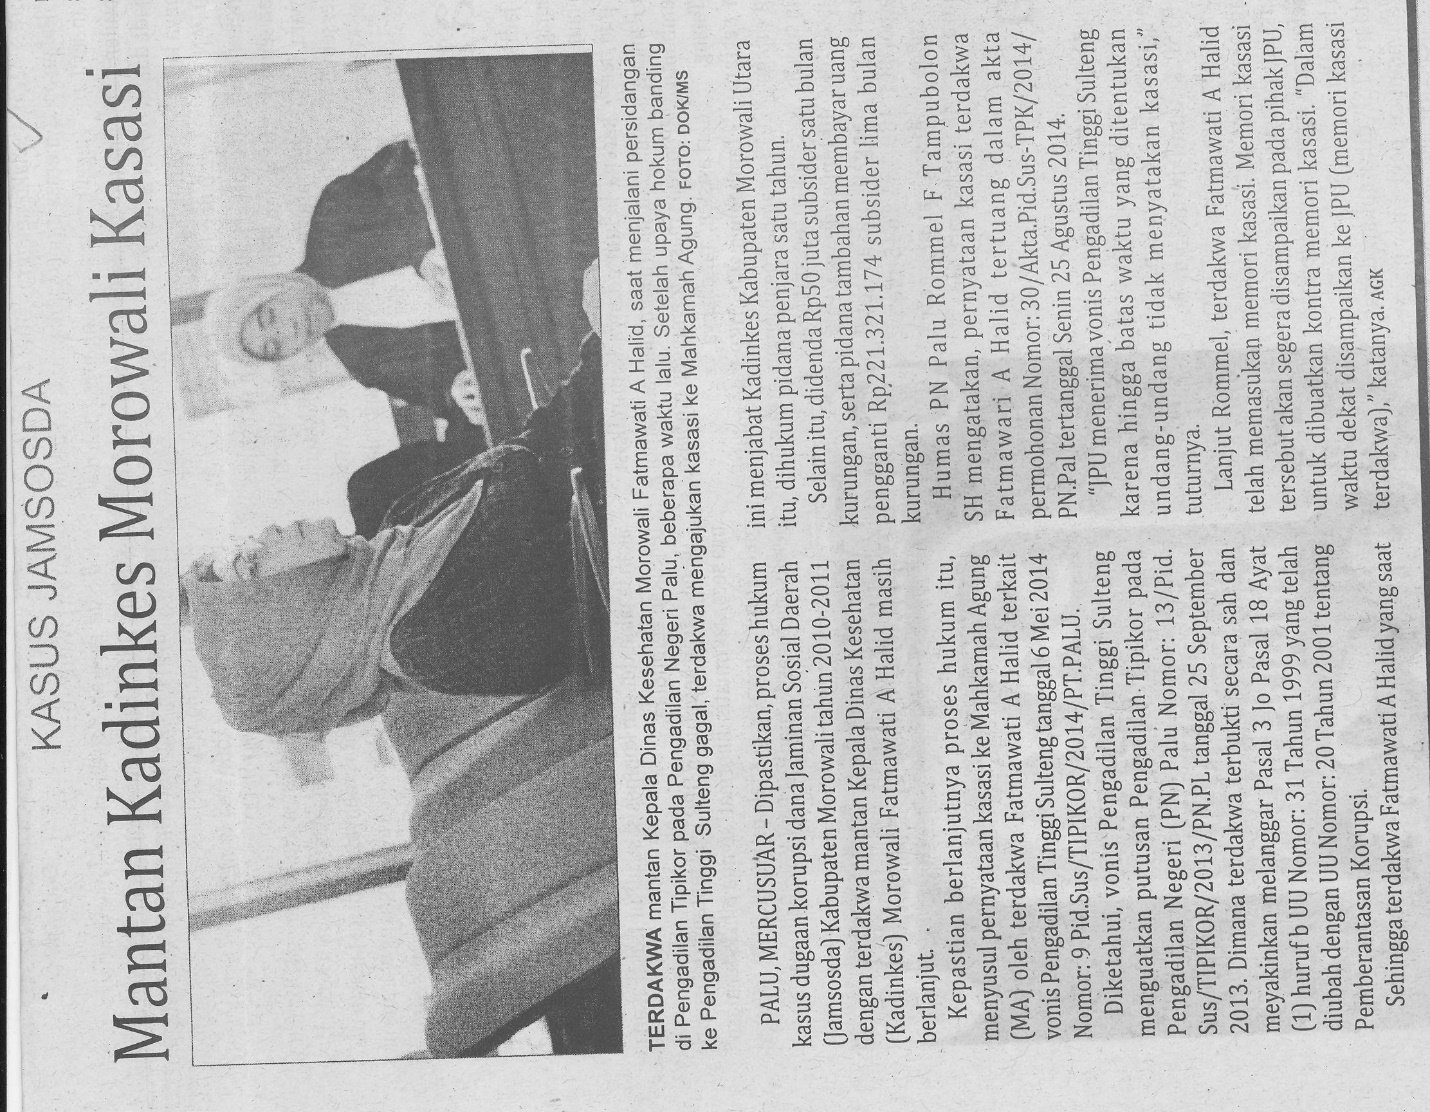 KASUS JAMSOSDA
Mantan Kadinkes Morowali Kasasi
TERDAKWA mantan Kepala Dinas Kesehatan Morowali Fatmawati A Halid, saat menjalani persidangan
di Pengadilan Tipikor pada Pengadilan Negeri Palu, beberapa waktu lalu. Setelah upaya hokum banding
ke Pengadilan Tinggi Sulteng gagal, terdakwa mengajukan kasasi ke Mahkamah Agung. FOTO: DOK/MS
PALU, MERCUSUAR – Dipastikan, proses hukum
kasus dugaan korupsi dana Jaminan Sosial Daerah
(Jamsosda) Kabupaten Morowali tahun 2010-2011
dengan terdakwa mantan Kepala Dinas Kesehatan
(Kadinkes) Morowali Fatmawati A Halid masih
berlanjut.
Kepastian berlanjutnya proses hukum itu,
menyusul pernyataan kasasi ke Mahkamah Agung
(MA) oleh terdakwa Fatmawati A Halid terkait
vonis Pengadilan Tinggi Sulteng tanggal 6 Mei 2014
Nomor: 9 Pid.Sus/TIPIKOR/2014/PT.PALU.
Diketahui, vonis Pengadilan Tinggi Sulteng
menguatkan putusan Pengadilan Tipikor pada
Pengadilan Negeri (PN) Palu Nomor: 13/Pid.
Sus/TIPIKOR/2013/PN.PL tanggal 25 September
2013. Dimana terdakwa terbukti secara sah dan
meyakinkan melanggar Pasal 3 Jo Pasal 18 Ayat
(1) huruf b UU Nomor: 31 Tahun 1999 yang telah
diubah dengan UU Nomor: 20 Tahun 2001 tentang
Pemberantasan Korupsi.
Sehingga terdakwa Fatmawati A Halid yang saat
ini menjabat Kadinkes Kabupaten Morowali Utara
itu, dihukum pidana penjara satu tahun.
Selain itu, didenda Rp50 juta subsider satu bulan
kurungan, serta pidana tambahan membayar uang
pengganti Rp221.321.174 subsider lima bulan
kurungan.
Humas PN Palu Rommel F Tampubolon
SH mengatakan, pernyataan kasasi terdakwa
Fatmawari A Halid tertuang dalam akta
permohonan Nomor: 30/Akta.Pid.Sus-TPK/2014/
PN.Pal tertanggal Senin 25 Agustus 2014.
“JPU menerima vonis Pengadilan Tinggi Sulteng
karena hingga batas waktu yang ditentukan
undang-undang tidak menyatakan kasasi,”
tuturnya.
Lanjut Rommel, terdakwa Fatmawati A Halid
telah memasukan memori kasasi. Memori kasasi
tersebut akan segera disampaikan pada pihak JPU,
untuk dibuatkan kontra memori kasasi. “Dalam
waktu dekat disampaikan ke JPU (memori kasasi
terdakwa),” katanya. AGK